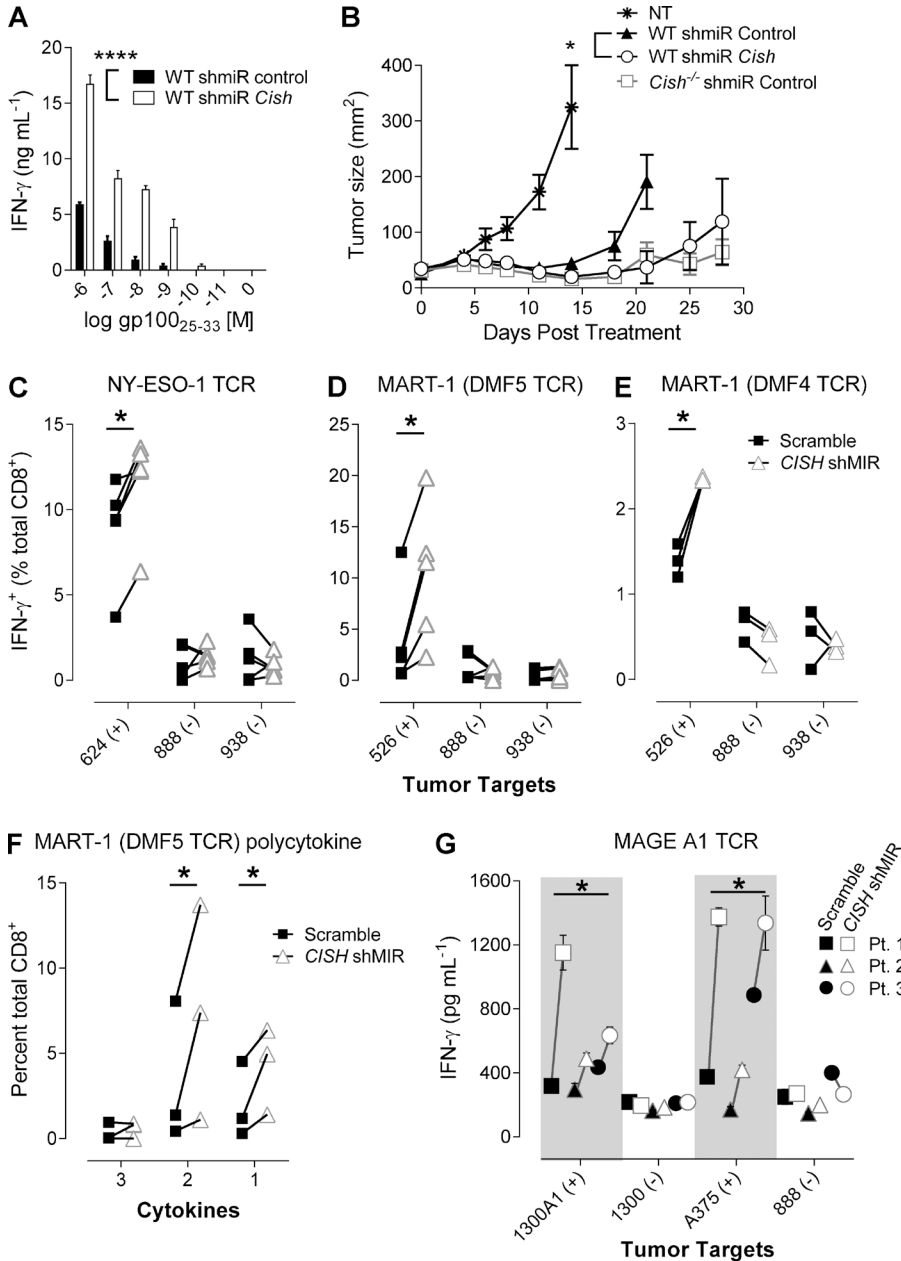 A
20
15
10
5
0
IFN-γ (ng mL-1)
****
WT shmiR control
WT shmiR Cish
-6 -7 -8 -9 -10 -11 0
log gp10025-33 [M]
B
NT
WT shmiR Control
WT shmiR Cish
Cish-/- shmiR Control
*
400
300
200
100
0
Tumor size (mm2)
0 5 10 15 20 25 30
Days Post Treatment
C
NY-ESO-1 TCR
*
15
10
5
0
IFN-γ+ (% total CD8+)
624 (+) 888 (-) 938 (-)
D
MART-1 (DMF5 TCR)
*
25
20
15
10
5
0
526 (+) 888 (-) 938 (-)
E
MART-1 (DMF4 TCR)
*
3
2
1
0
Scramble
CISH shMIR
526 (+) 888 (-) 938 (-)
Tumor Targets
F
MART-1 (DMF5 TCR) polycytokine
* *
15
10
5
0
Percent total CD8+
Scramble
CISH shMIR
3 2 1
Cytokines
G
MAGE A1 TCR
* *
1600
1200
800
400
0
IFN-γ (pg mL-1)
Scramble
CISH shMIR
Pt. 1
Pt. 2
Pt. 3
1300A1 (+) 1300 (-) A375 (+) 888 (-)
Tumor Targets